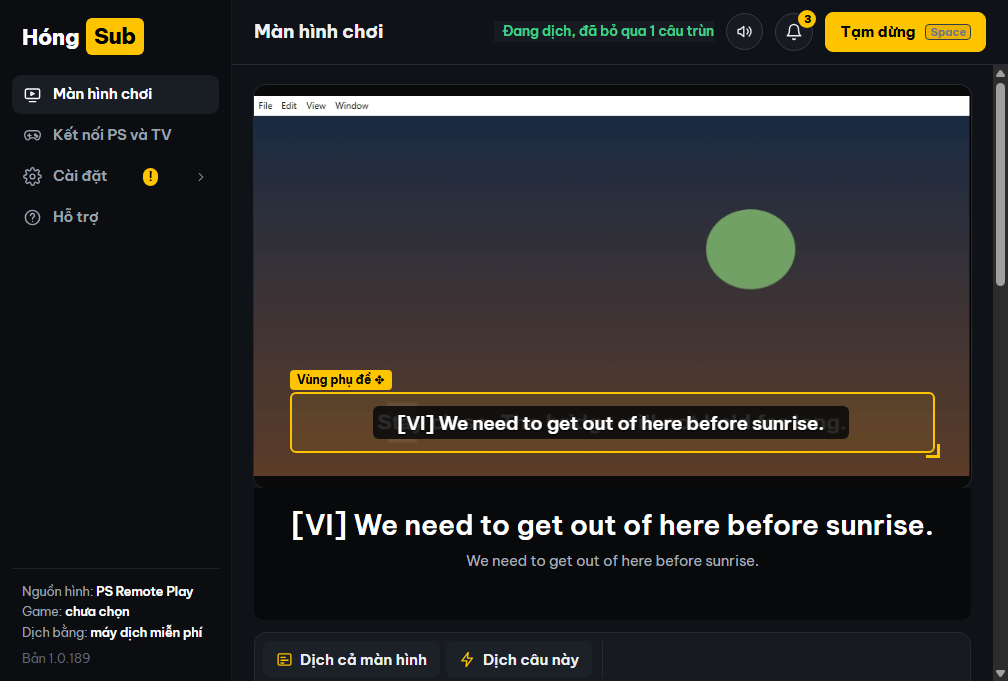 Hóng Sub
Màn hình chơi
Kết nối PS và TV
Cài đặt !
Hỗ trợ
Nguồn hình: PS Remote Play
Game: chưa chọn
Dịch bằng: máy dịch miễn phí
Bản 1.0.189
Màn hình chơi
Đang dịch, đã bỏ qua 1 câu trùn
3
Tạm dừng Space
File Edit View Window
Vùng phụ đề
[VI] We need to get out of here before sunrise.
[VI] We need to get out of here before sunrise.
We need to get out of here before sunrise.
Dịch cả màn hình
Dịch câu này